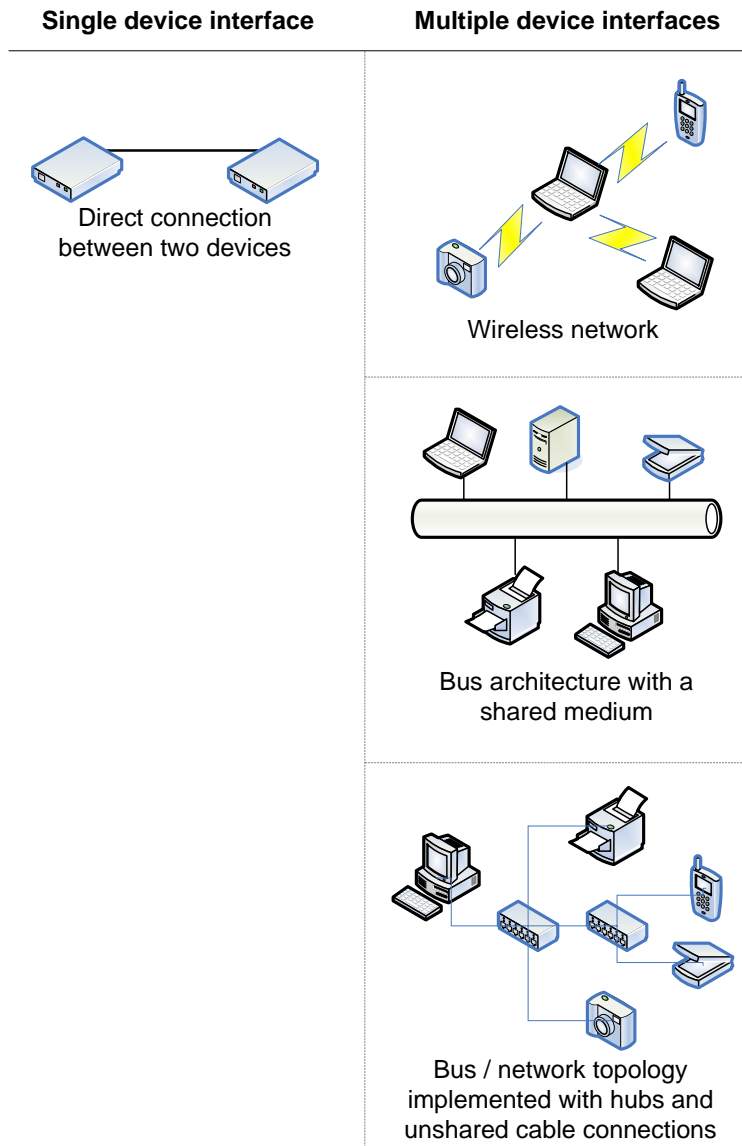 Single device interface
Multiple device interfaces
Direct connection
between two devices
Wireless network
Bus architecture with a
shared medium
Bus / network topology
implemented with hubs and
unshared cable connections